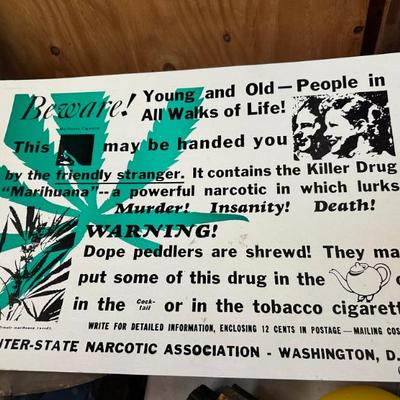 Beware!
Young and Old—People in
All Walks of Life!
This may be handed you
by the friendly stranger. It contains the Killer Drug
"Marihuana"--a powerful narcotic in which lurks
Murder! Insanity! Death!
WARNING!
Dope peddlers are shrewd! They ma
put some of this drug in the
in the Cock-
tail or in the tobacco cigarett
WRITE FOR DETAILED INFORMATION, ENCLOSING 12 CENTS IN POSTAGE—MAILING COS
NTER-STATE NARCOTIC ASSOCIATION - WASHINGTON, D.